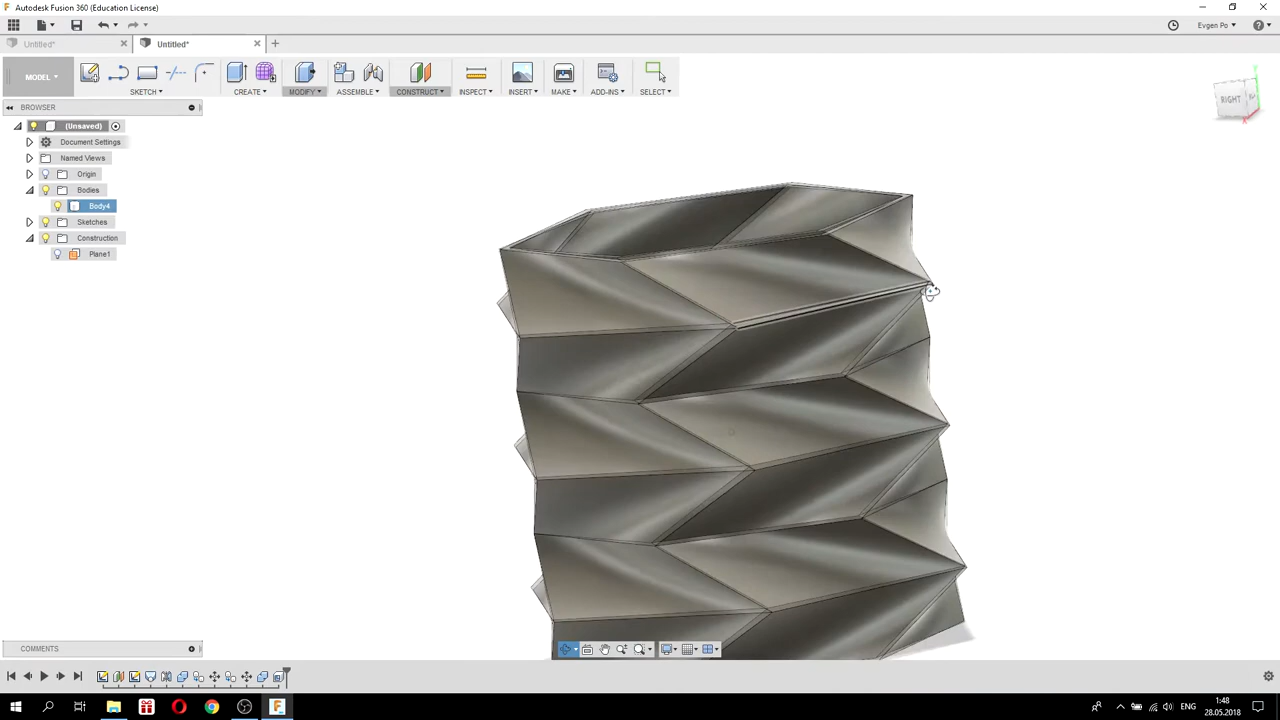 Autodesk Fusion 360 (Education License)
Evgen Po
Untitled*
Untitled*
MODEL
SKETCH
CREATE
MODIFY
ASSEMBLE
CONSTRUCT
INSPECT
INSERT
MAKE
ADD-INS
SELECT
BROWSER
RIGHT
(Unsaved)
Document Settings
Named Views
Origin
Bodies
Body4
Sketches
Construction
Plane1
COMMENTS
1:48
28.05.2018